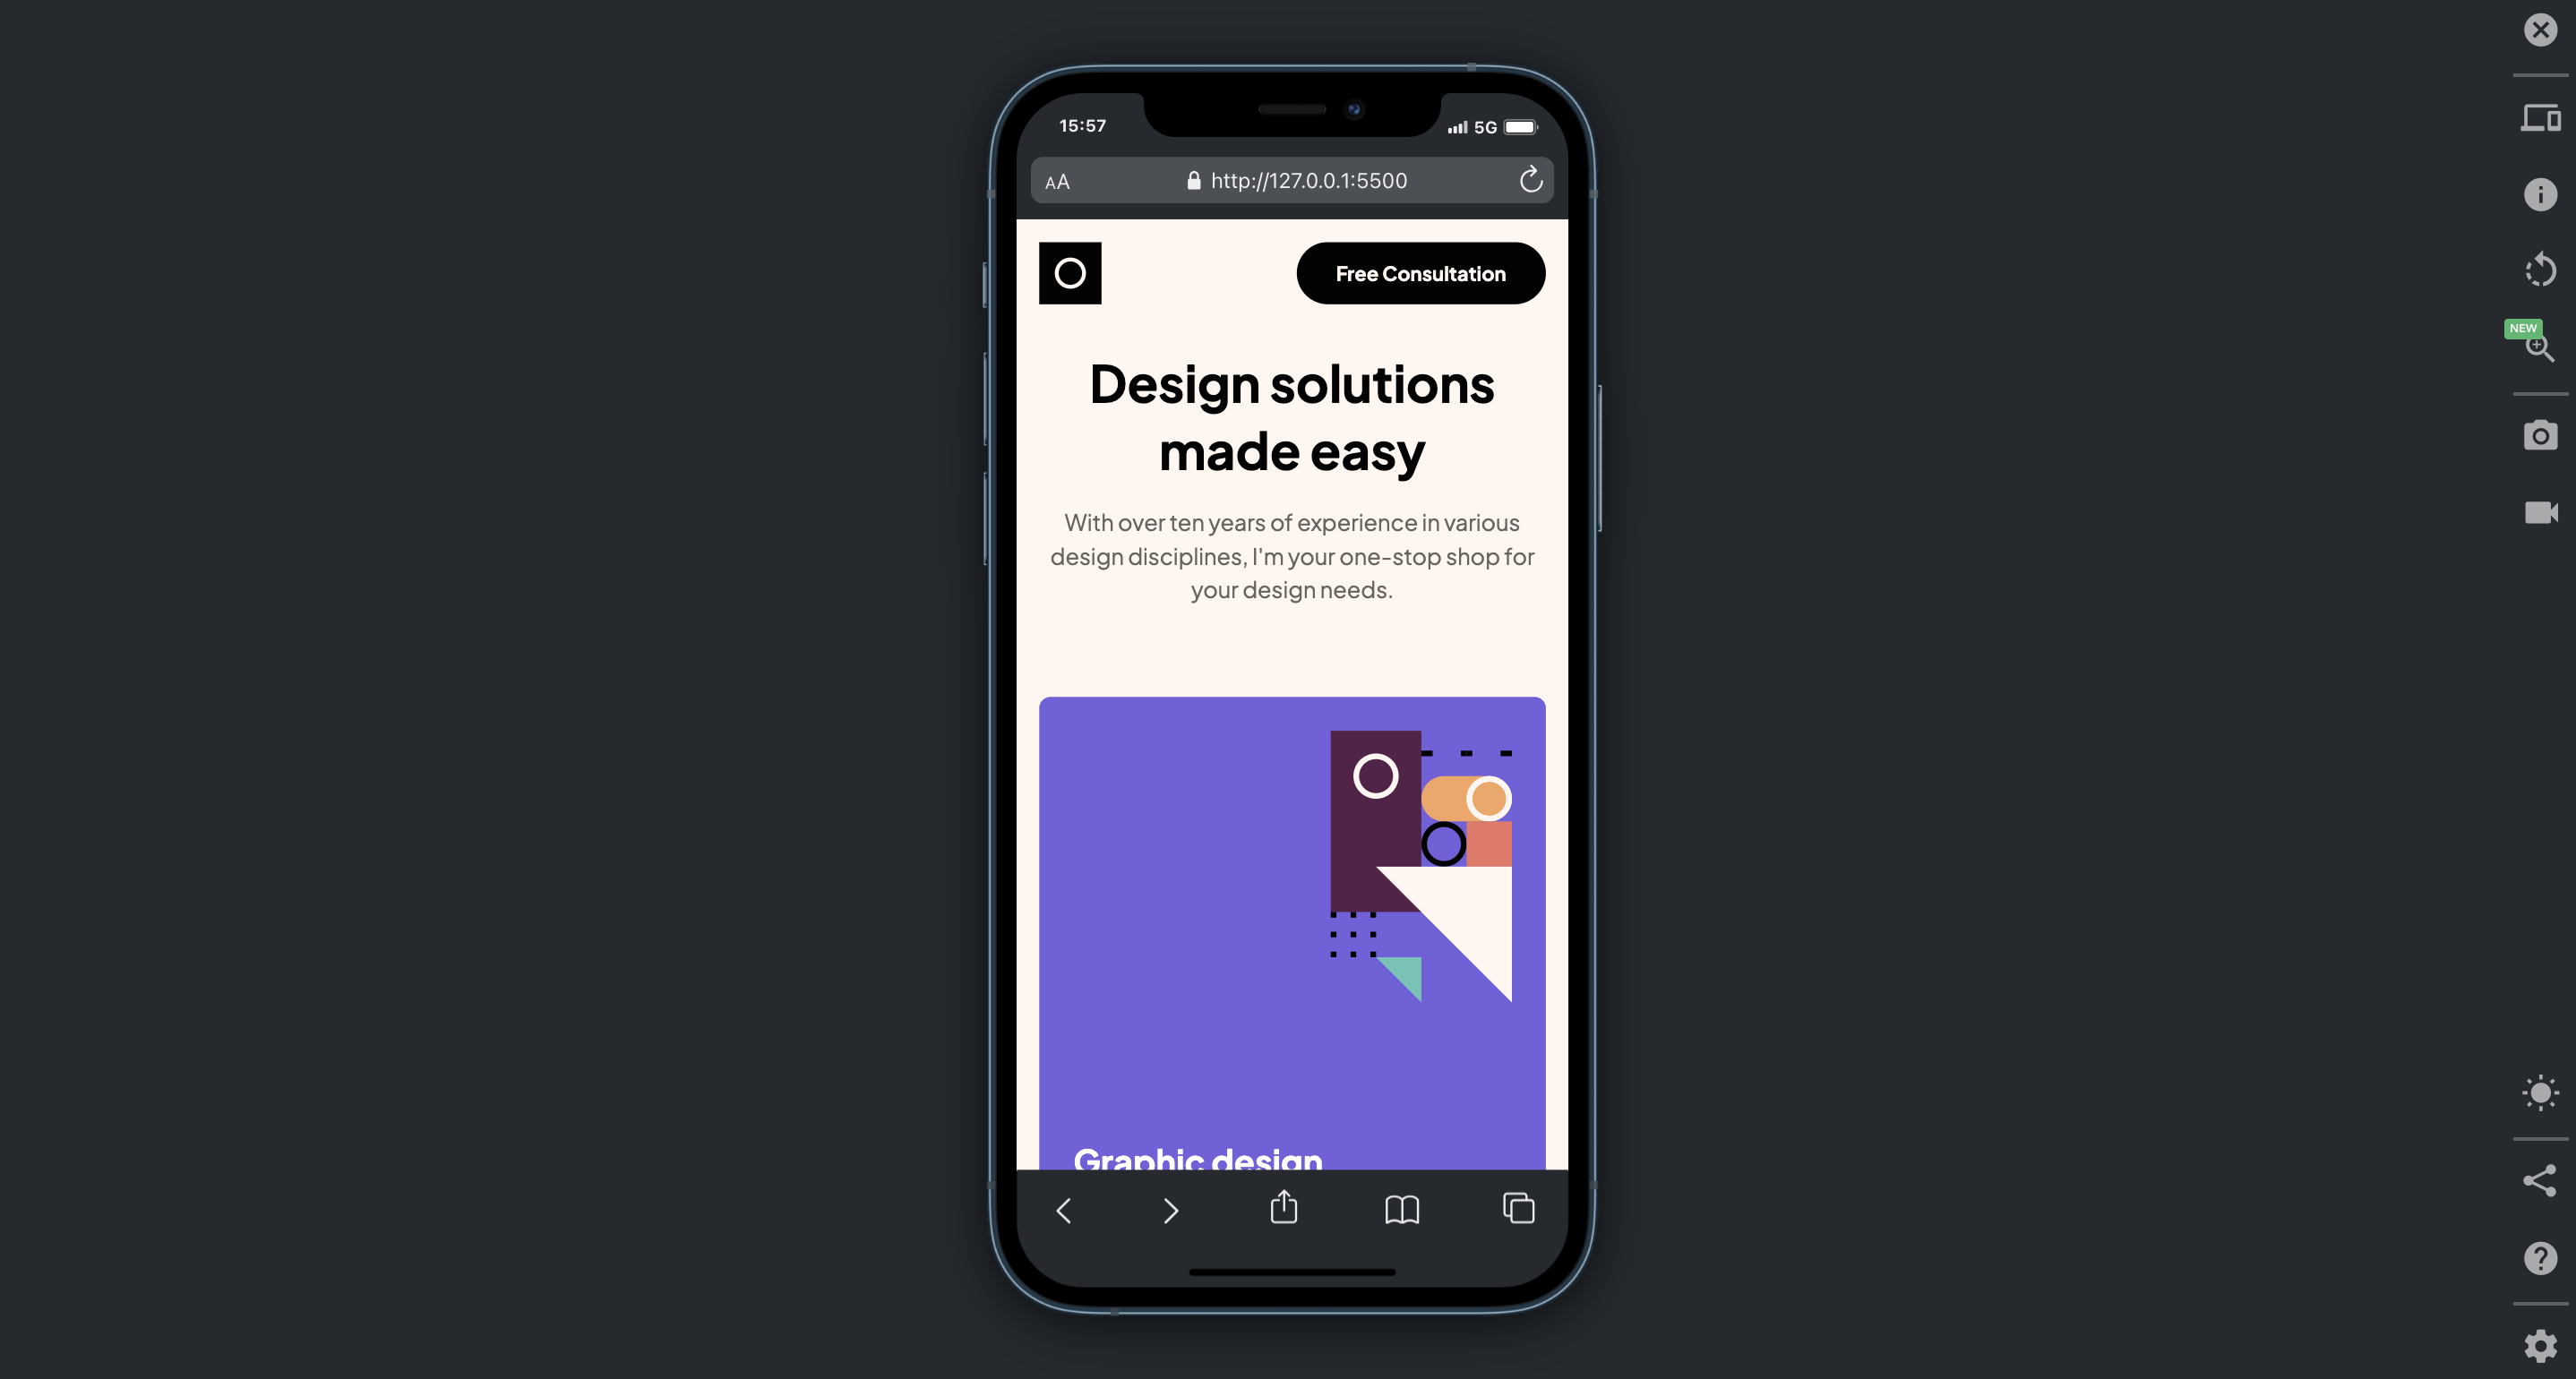 15:57
5G
AA
http://127.0.0.1:5500
Free Consultation
NEW
Design solutions
made easy
With over ten years of experience in various
design disciplines, I'm your one-stop shop for
your design needs.
Graphic design